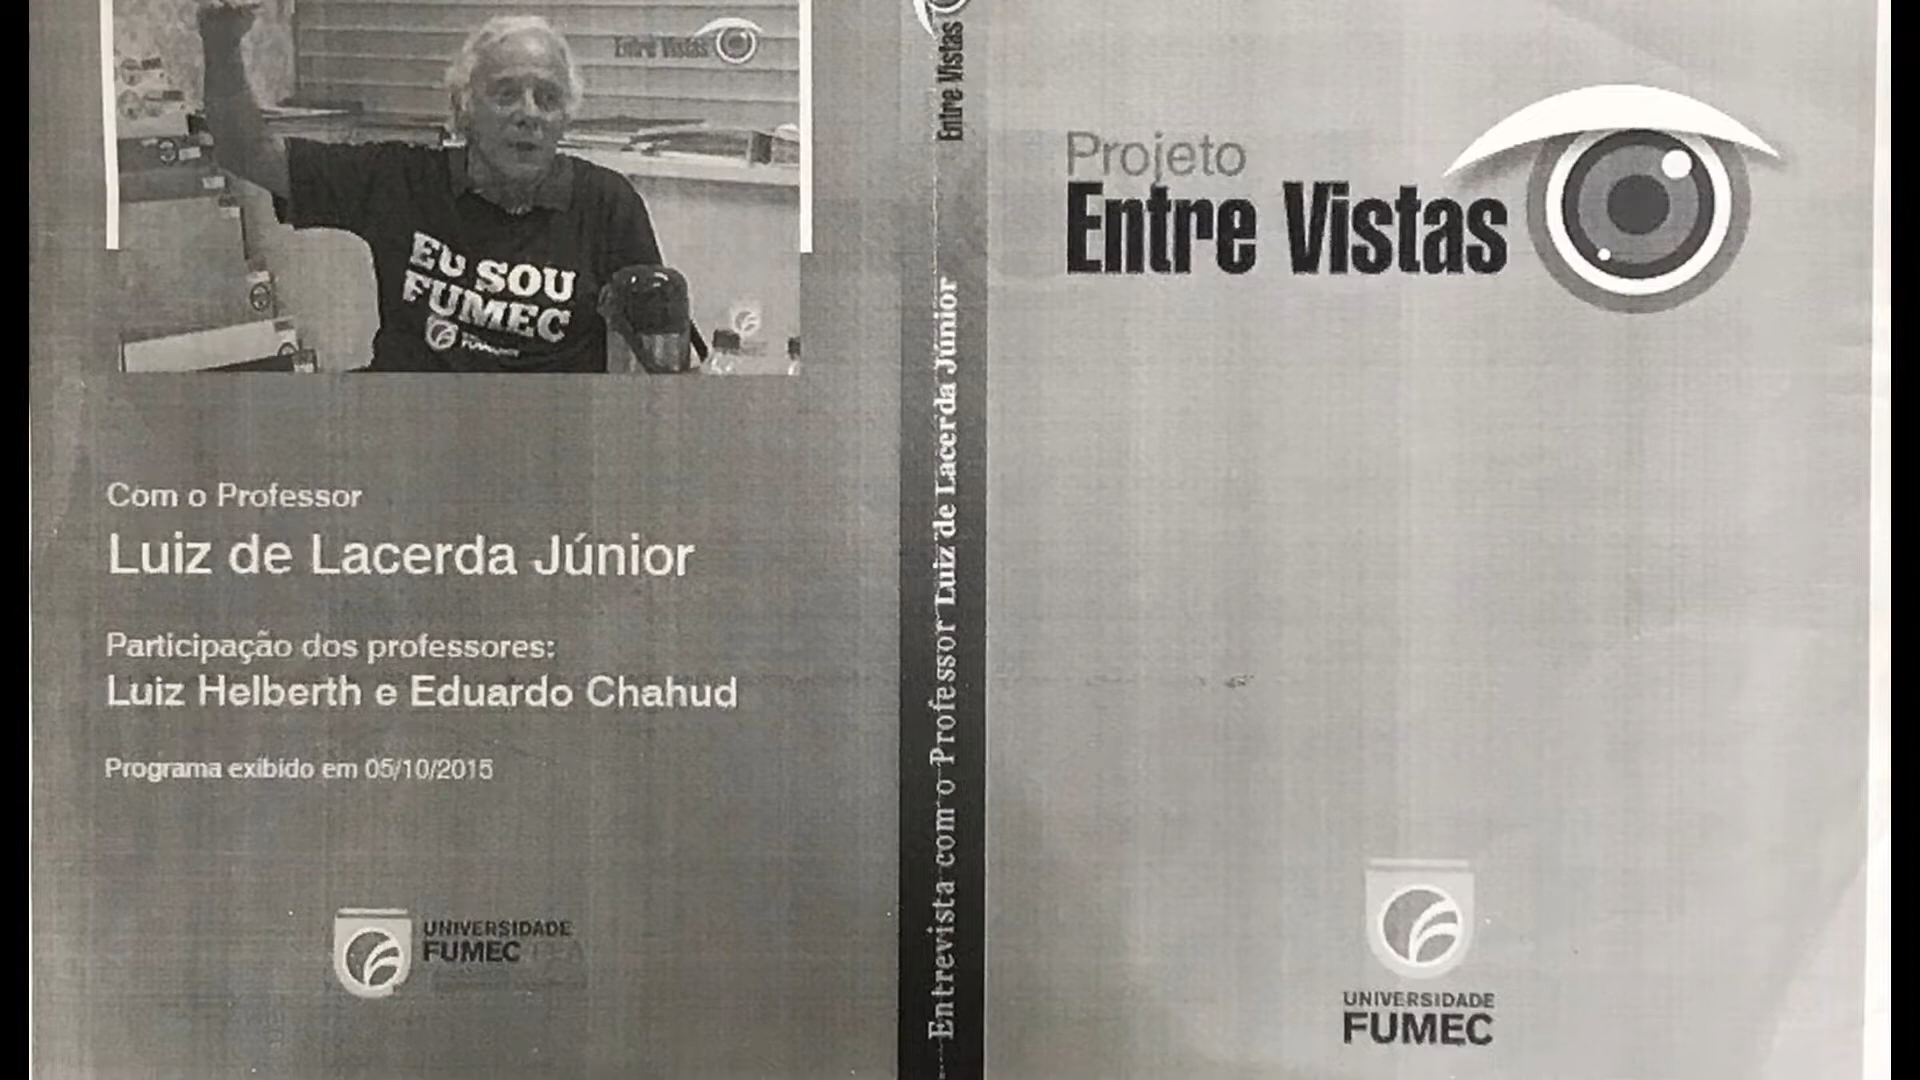 Entre Vistas
EU SOU
FUMEC
Com o Professor
Luiz de Lacerda Júnior
Participação dos professores:
Luiz Helberth e Eduardo Chahud
Programa exibido em 05/10/2015
UNIVERSIDADE
FUMEC
Entrevista com o Professor Luiz de Lacerda Júnior
Entre Vistas
Projeto
Entre Vistas
UNIVERSIDADE
FUMEC